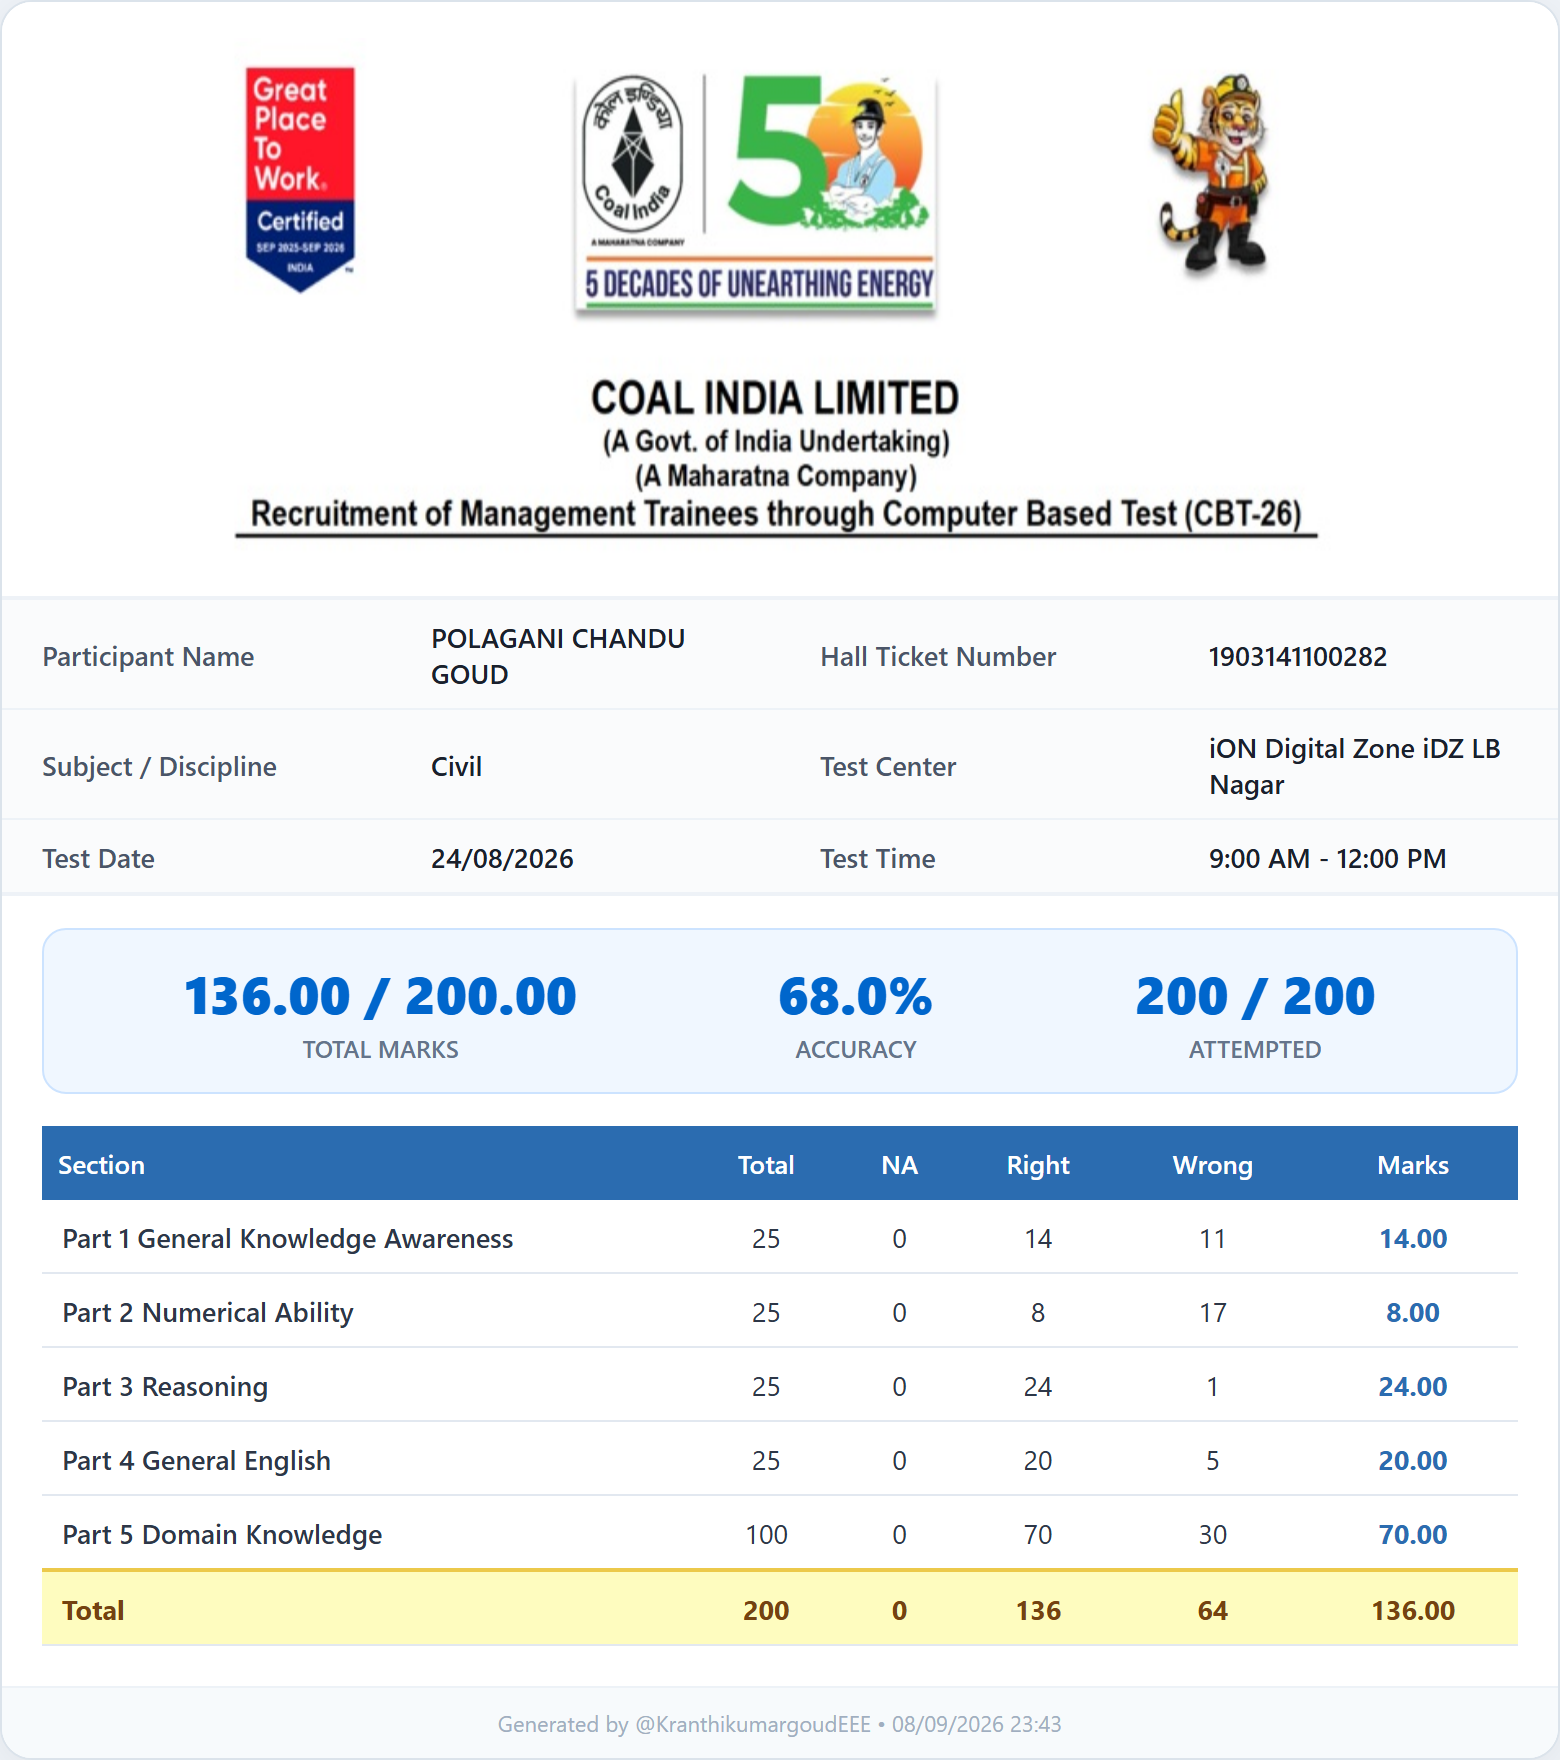 Great
Place
To
Work.
Certified
SEP 2025-SEP 2026
INDIA
TM
कोल इण्डिया
Coal India
A MAHARATNA COMPANY
50
5 DECADES OF UNEARTHING ENERGY
COAL INDIA LIMITED
(A Govt. of India Undertaking)
(A Maharatna Company)
Recruitment of Management Trainees through Computer Based Test (CBT-26)
Participant Name POLAGANI CHANDU GOUD Hall Ticket Number 1903141100282
Subject / Discipline Civil Test Center iON Digital Zone iDZ LB Nagar
Test Date 24/08/2026 Test Time 9:00 AM - 12:00 PM
136.00 / 200.00 68.0% 200 / 200
TOTAL MARKS ACCURACY ATTEMPTED
Section Total NA Right Wrong Marks
Part 1 General Knowledge Awareness 25 0 14 11 14.00
Part 2 Numerical Ability 25 0 8 17 8.00
Part 3 Reasoning 25 0 24 1 24.00
Part 4 General English 25 0 20 5 20.00
Part 5 Domain Knowledge 100 0 70 30 70.00
Total 200 0 136 64 136.00
Generated by @KranthikumargoudEEE • 08/09/2026 23:43